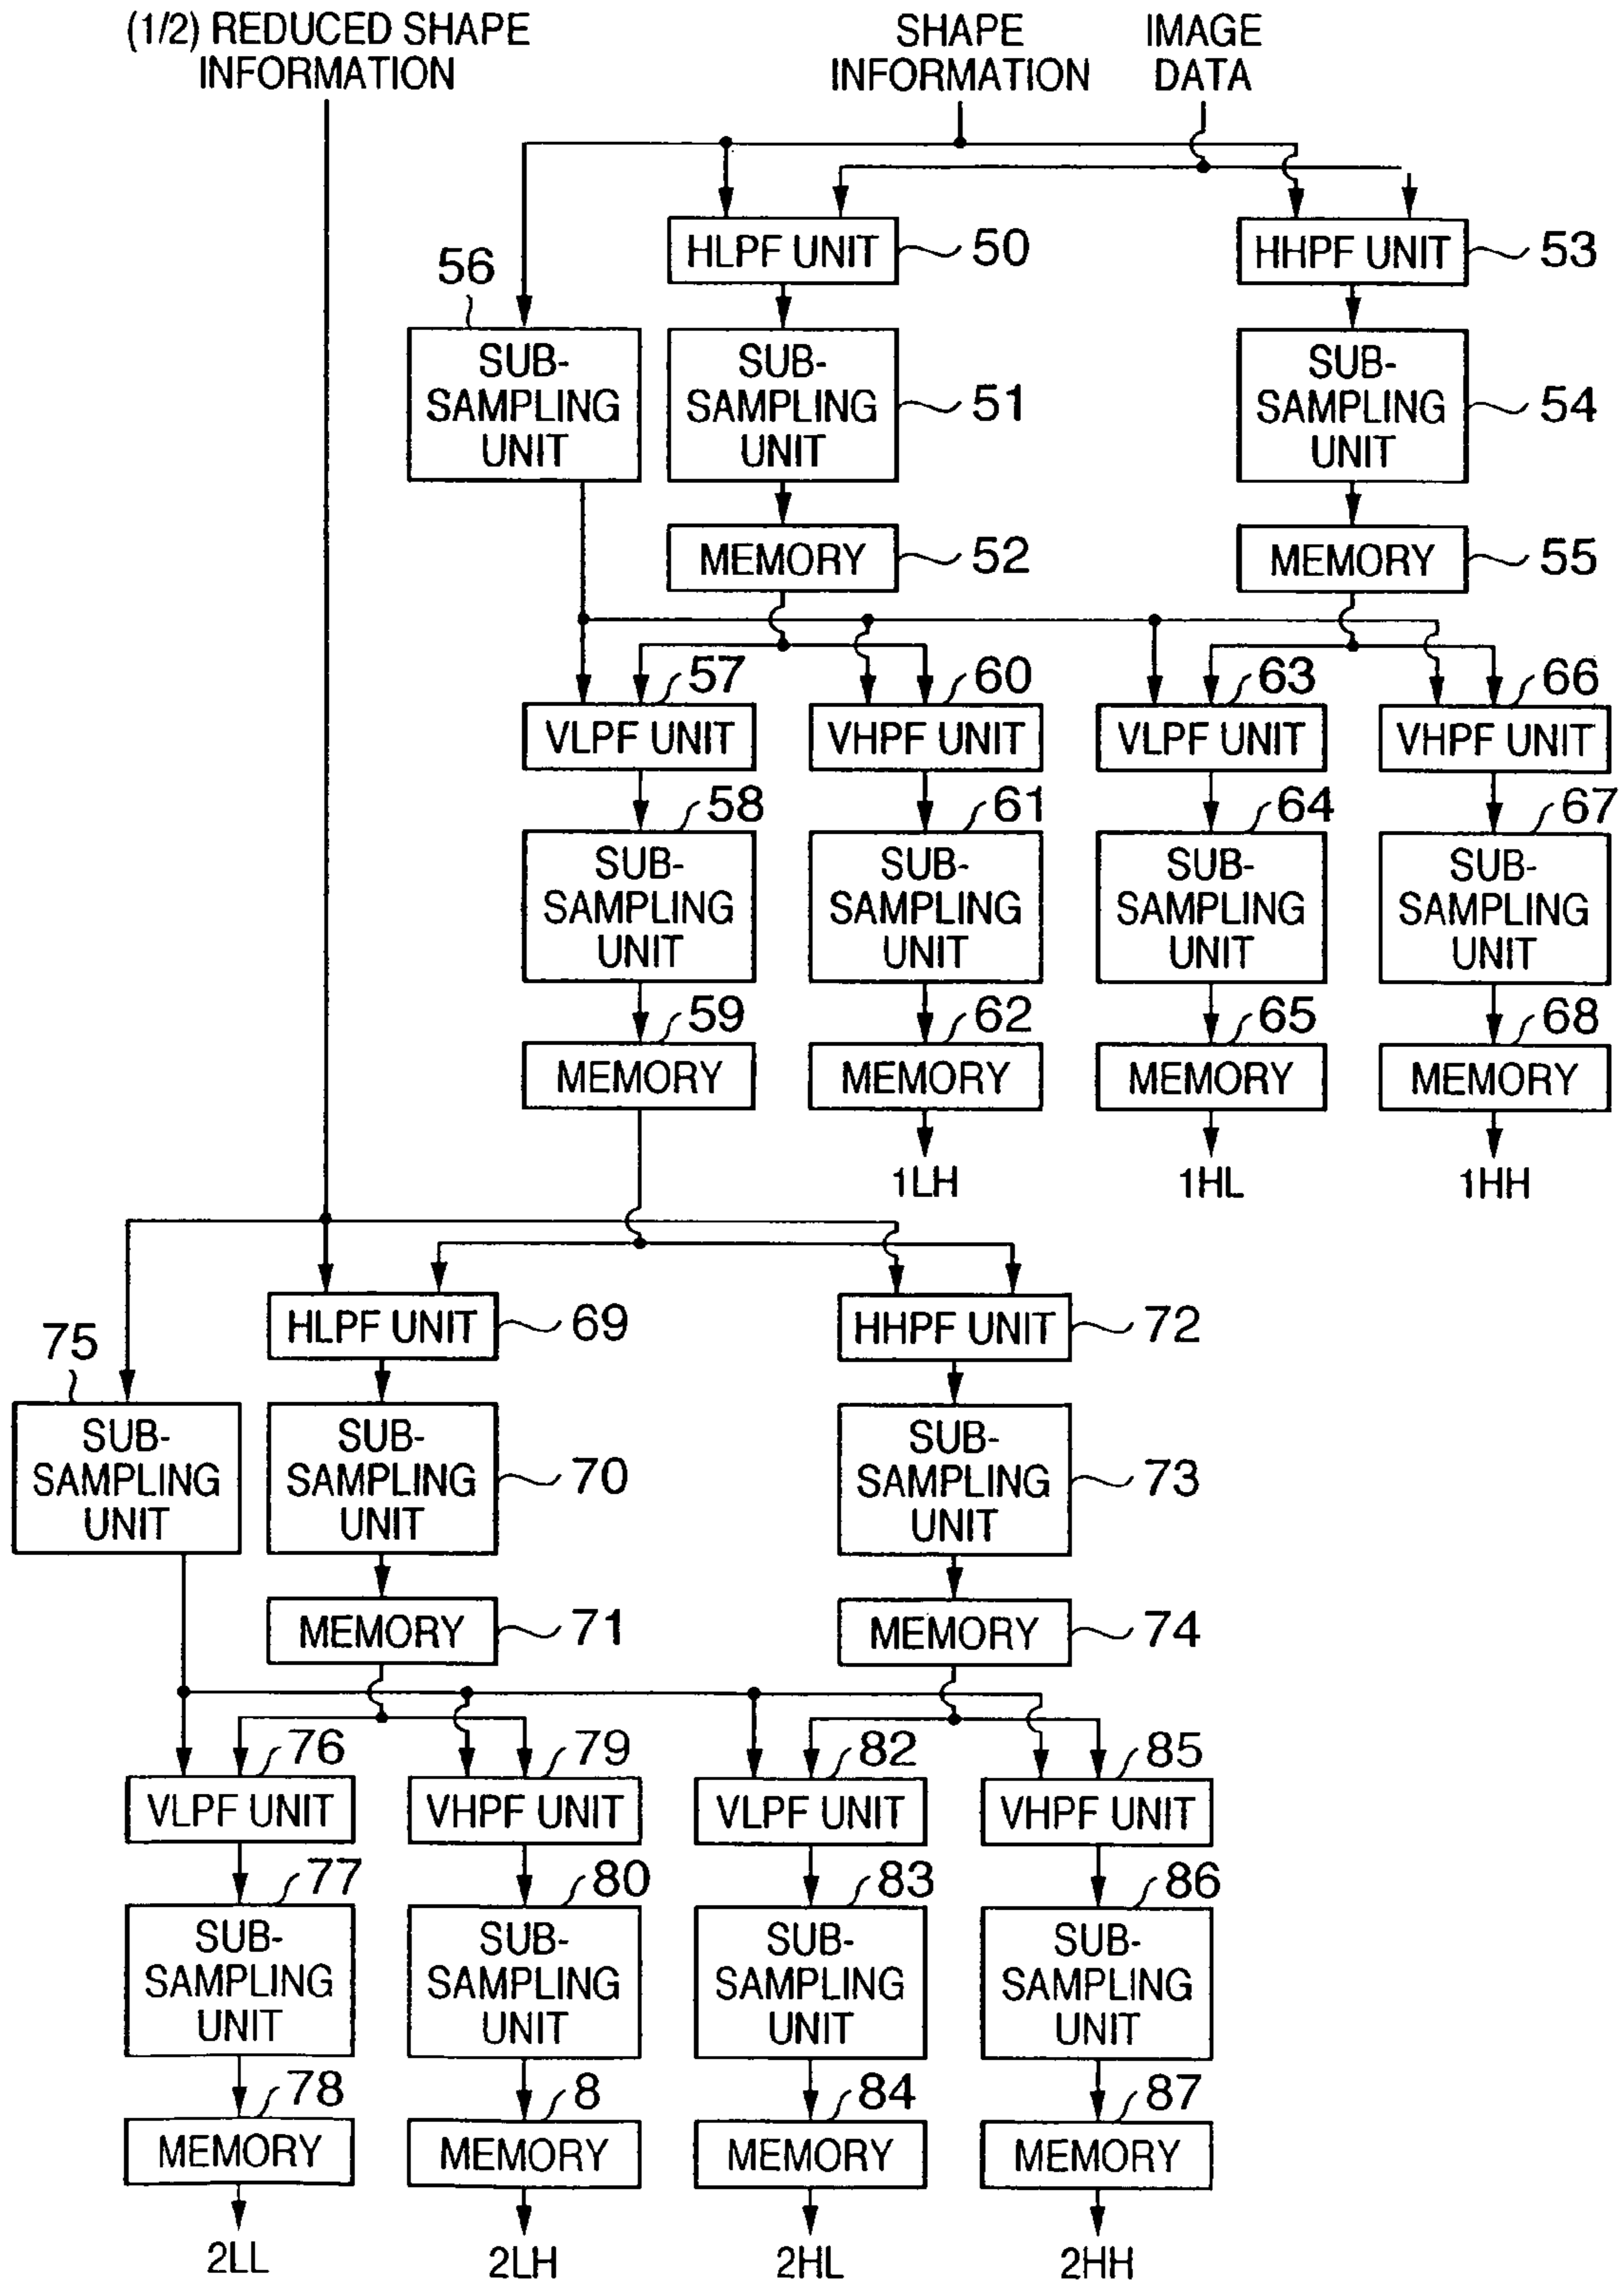 (1/2) REDUCED SHAPE
INFORMATION
SHAPE
INFORMATION
IMAGE
DATA
HLPF UNIT
50
HHPF UNIT
53
56
SUB-
SAMPLING
UNIT
SUB-
SAMPLING
UNIT
51
SUB-
SAMPLING
UNIT
54
MEMORY
52
MEMORY
55
57
60
63
66
VLPF UNIT
VHPF UNIT
VLPF UNIT
VHPF UNIT
58
61
64
67
SUB-
SAMPLING
UNIT
SUB-
SAMPLING
UNIT
SUB-
SAMPLING
UNIT
SUB-
SAMPLING
UNIT
59
62
65
68
MEMORY
MEMORY
MEMORY
MEMORY
1LH
1HL
1HH
HLPF UNIT
69
HHPF UNIT
72
75
SUB-
SAMPLING
UNIT
SUB-
SAMPLING
UNIT
70
SUB-
SAMPLING
UNIT
73
MEMORY
71
MEMORY
74
76
79
82
85
VLPF UNIT
VHPF UNIT
VLPF UNIT
VHPF UNIT
77
80
83
86
SUB-
SAMPLING
UNIT
SUB-
SAMPLING
UNIT
SUB-
SAMPLING
UNIT
SUB-
SAMPLING
UNIT
78
8
84
87
MEMORY
MEMORY
MEMORY
MEMORY
2LL
2LH
2HL
2HH